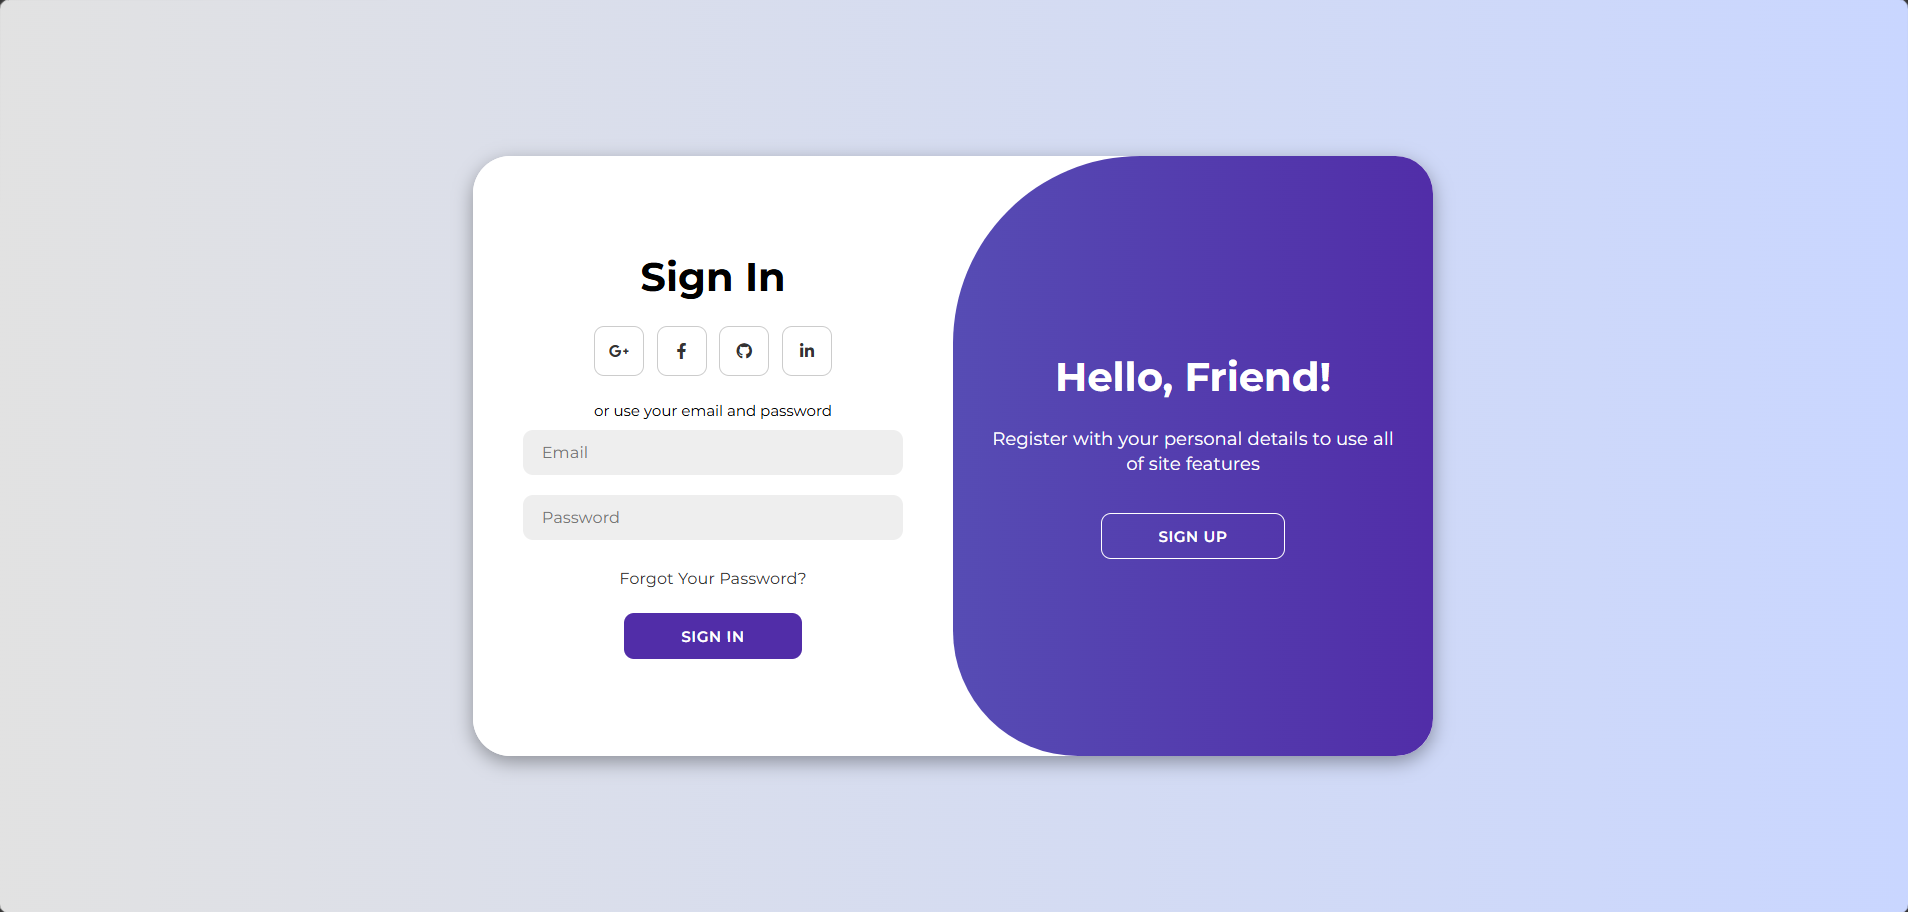 Sign In
G+
f
in
or use your email and password
Email
Password
Forgot Your Password?
SIGN IN
Hello, Friend!
Register with your personal details to use all
of site features
SIGN UP